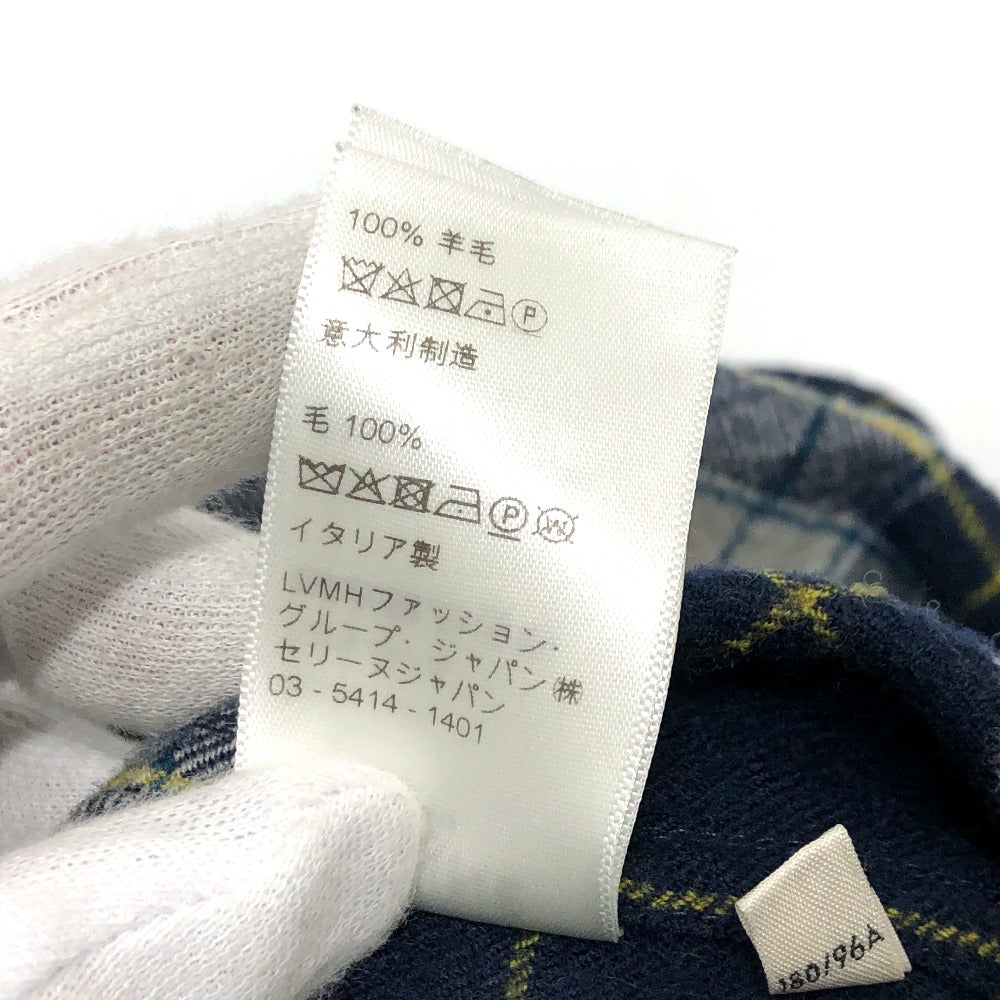 100% 羊毛
P
意大利制造
毛 100%
P W
イタリア製
LVMHファッション・
グループ・ジャパン㈱
セリーヌジャパン
03 - 5414 - 1401
180/96A